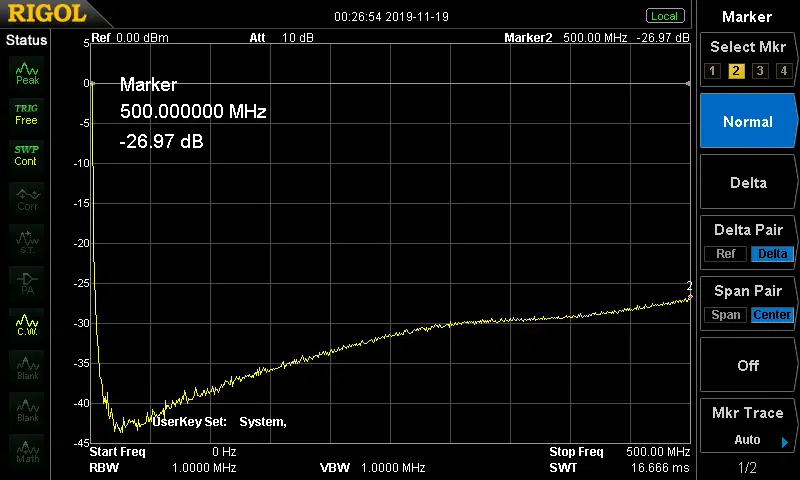 RIGOL
00:26:54 2019-11-19
Local
Status
Peak
TRIG
Free
SWP
Cont
Corr
S.T.
PA
C.W.
Blank
Blank
Math
Ref 0.00 dBm
Att 10 dB
Marker2 500.00 MHz -26.97 dB
Marker
500.000000 MHz
-26.97 dB
5
0
-5
-10
-15
-20
-25
-30
-35
-40
-45
2
UserKey Set: System,
Start Freq 0 Hz
Stop Freq 500.00 MHz
RBW 1.0000 MHz
VBW 1.0000 MHz
SWT 16.666 ms
Marker
Select Mkr
1 2 3 4
Normal
Delta
Delta Pair
Ref Delta
Span Pair
Span Center
Off
Mkr Trace
Auto
1/2